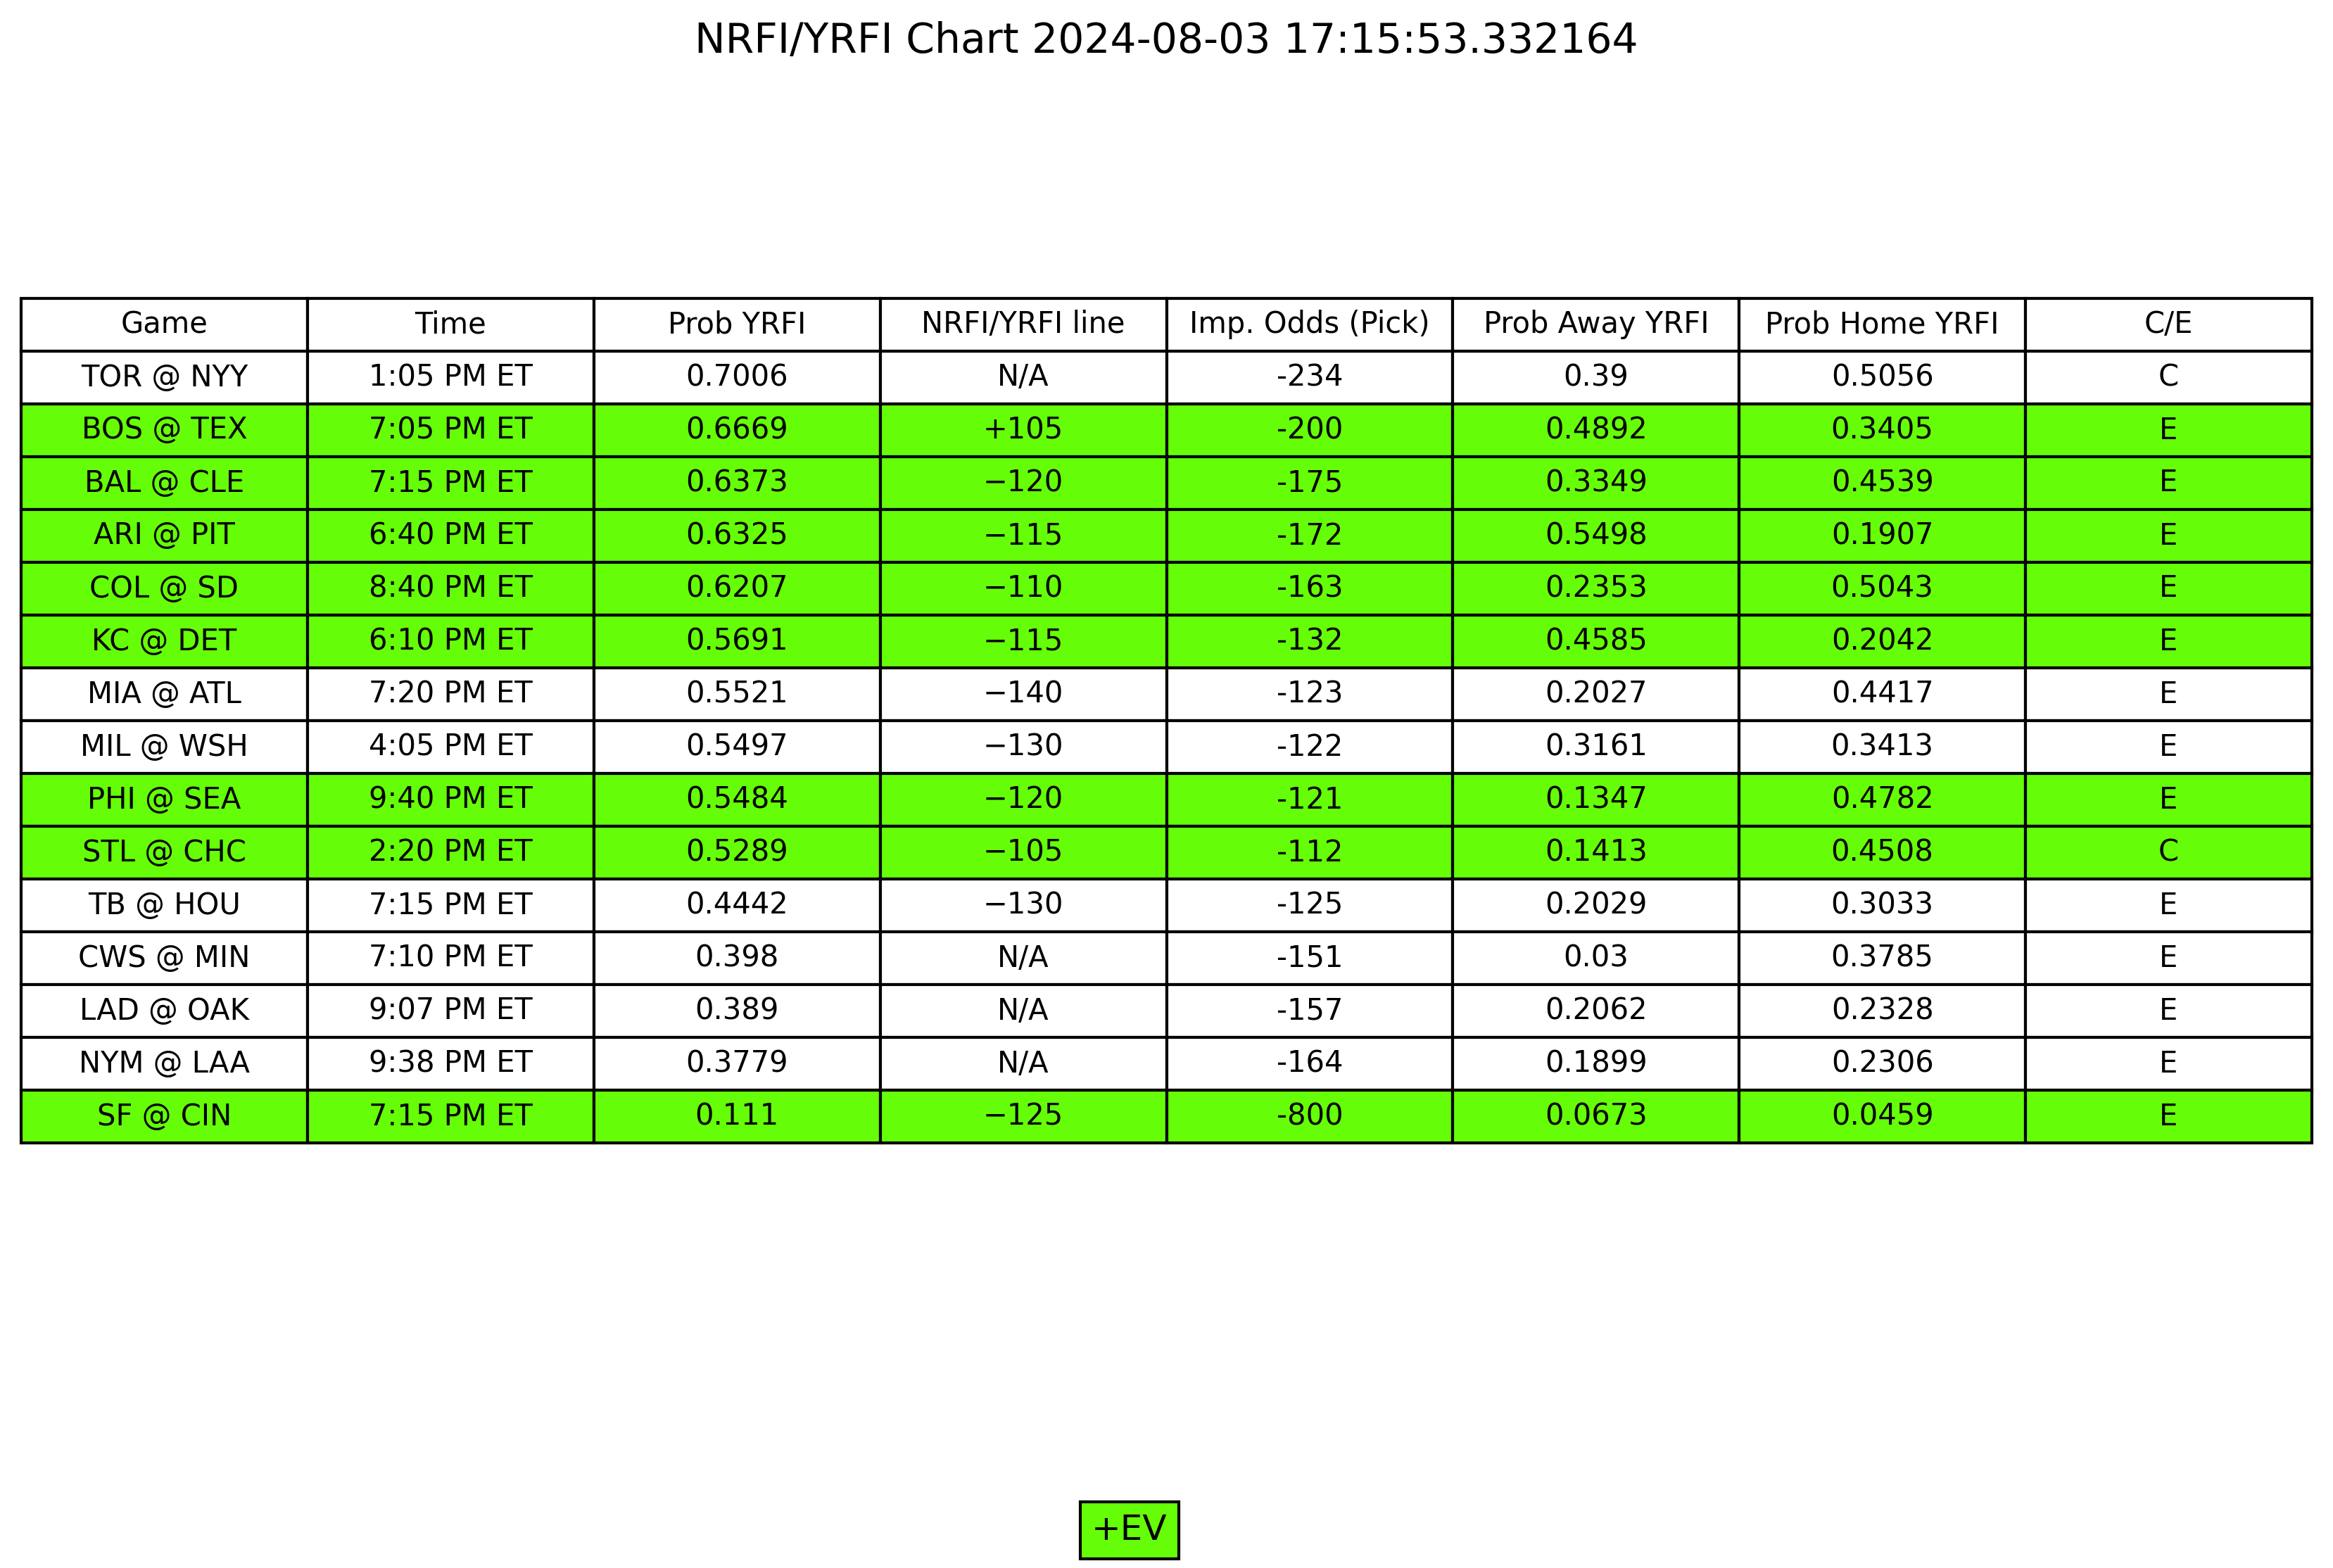 NRFI/YRFI Chart 2024-08-03 17:15:53.332164
Game Time Prob YRFI NRFI/YRFI line Imp. Odds (Pick) Prob Away YRFI Prob Home YRFI C/E
TOR @ NYY 1:05 PM ET 0.7006 N/A -234 0.39 0.5056 C
BOS @ TEX 7:05 PM ET 0.6669 +105 -200 0.4892 0.3405 E
BAL @ CLE 7:15 PM ET 0.6373 −120 -175 0.3349 0.4539 E
ARI @ PIT 6:40 PM ET 0.6325 −115 -172 0.5498 0.1907 E
COL @ SD 8:40 PM ET 0.6207 −110 -163 0.2353 0.5043 E
KC @ DET 6:10 PM ET 0.5691 −115 -132 0.4585 0.2042 E
MIA @ ATL 7:20 PM ET 0.5521 −140 -123 0.2027 0.4417 E
MIL @ WSH 4:05 PM ET 0.5497 −130 -122 0.3161 0.3413 E
PHI @ SEA 9:40 PM ET 0.5484 −120 -121 0.1347 0.4782 E
STL @ CHC 2:20 PM ET 0.5289 −105 -112 0.1413 0.4508 C
TB @ HOU 7:15 PM ET 0.4442 −130 -125 0.2029 0.3033 E
CWS @ MIN 7:10 PM ET 0.398 N/A -151 0.03 0.3785 E
LAD @ OAK 9:07 PM ET 0.389 N/A -157 0.2062 0.2328 E
NYM @ LAA 9:38 PM ET 0.3779 N/A -164 0.1899 0.2306 E
SF @ CIN 7:15 PM ET 0.111 −125 -800 0.0673 0.0459 E
+EV